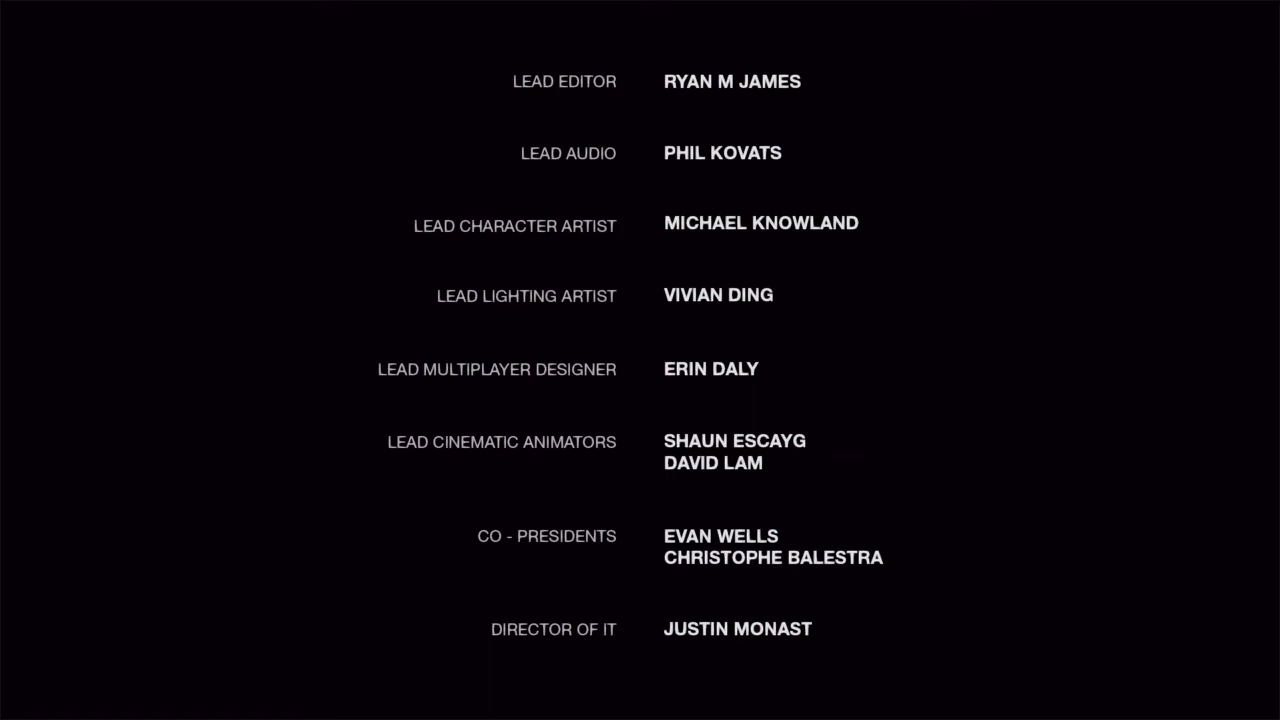 LEAD EDITOR RYAN M JAMES
LEAD AUDIO PHIL KOVATS
LEAD CHARACTER ARTIST MICHAEL KNOWLAND
LEAD LIGHTING ARTIST VIVIAN DING
LEAD MULTIPLAYER DESIGNER ERIN DALY
LEAD CINEMATIC ANIMATORS SHAUN ESCAYG
DAVID LAM
CO - PRESIDENTS EVAN WELLS
CHRISTOPHE BALESTRA
DIRECTOR OF IT JUSTIN MONAST